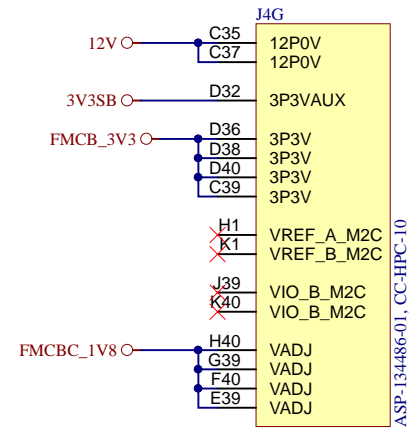 J4G
12V C35 12P0V
C37 12P0V
3V3SB D32 3P3VAUX
FMCB_3V3 D36 3P3V
D38 3P3V
D40 3P3V
C39 3P3V
H1 VREF_A_M2C
K1 VREF_B_M2C
J39 VIO_B_M2C
K40 VIO_B_M2C
FMCBC_1V8 H40 VADJ
G39 VADJ
F40 VADJ
E39 VADJ
ASP-134486-01, CC-HPC-10